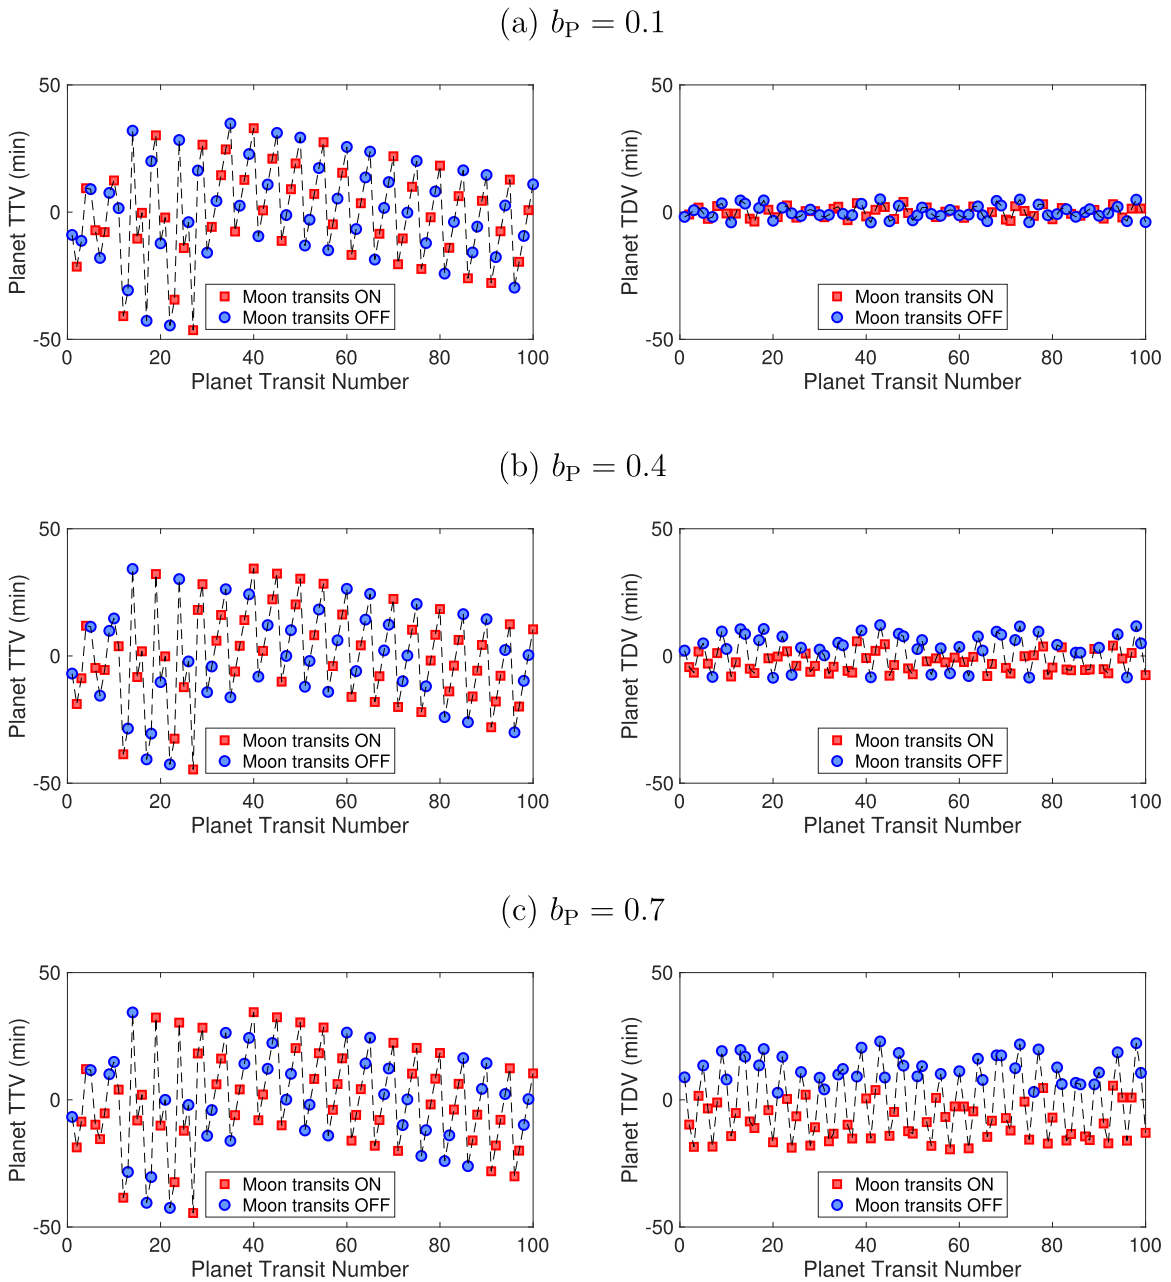 (a) b_P = 0.1
50
0
-50
Planet TTV (min)
Moon transits ON
Moon transits OFF
0 20 40 60 80 100
Planet Transit Number
50
0
-50
Planet TDV (min)
Moon transits ON
Moon transits OFF
0 20 40 60 80 100
Planet Transit Number
(b) b_P = 0.4
50
0
-50
Planet TTV (min)
Moon transits ON
Moon transits OFF
0 20 40 60 80 100
Planet Transit Number
50
0
-50
Planet TDV (min)
Moon transits ON
Moon transits OFF
0 20 40 60 80 100
Planet Transit Number
(c) b_P = 0.7
50
0
-50
Planet TTV (min)
Moon transits ON
Moon transits OFF
0 20 40 60 80 100
Planet Transit Number
50
0
-50
Planet TDV (min)
Moon transits ON
Moon transits OFF
0 20 40 60 80 100
Planet Transit Number